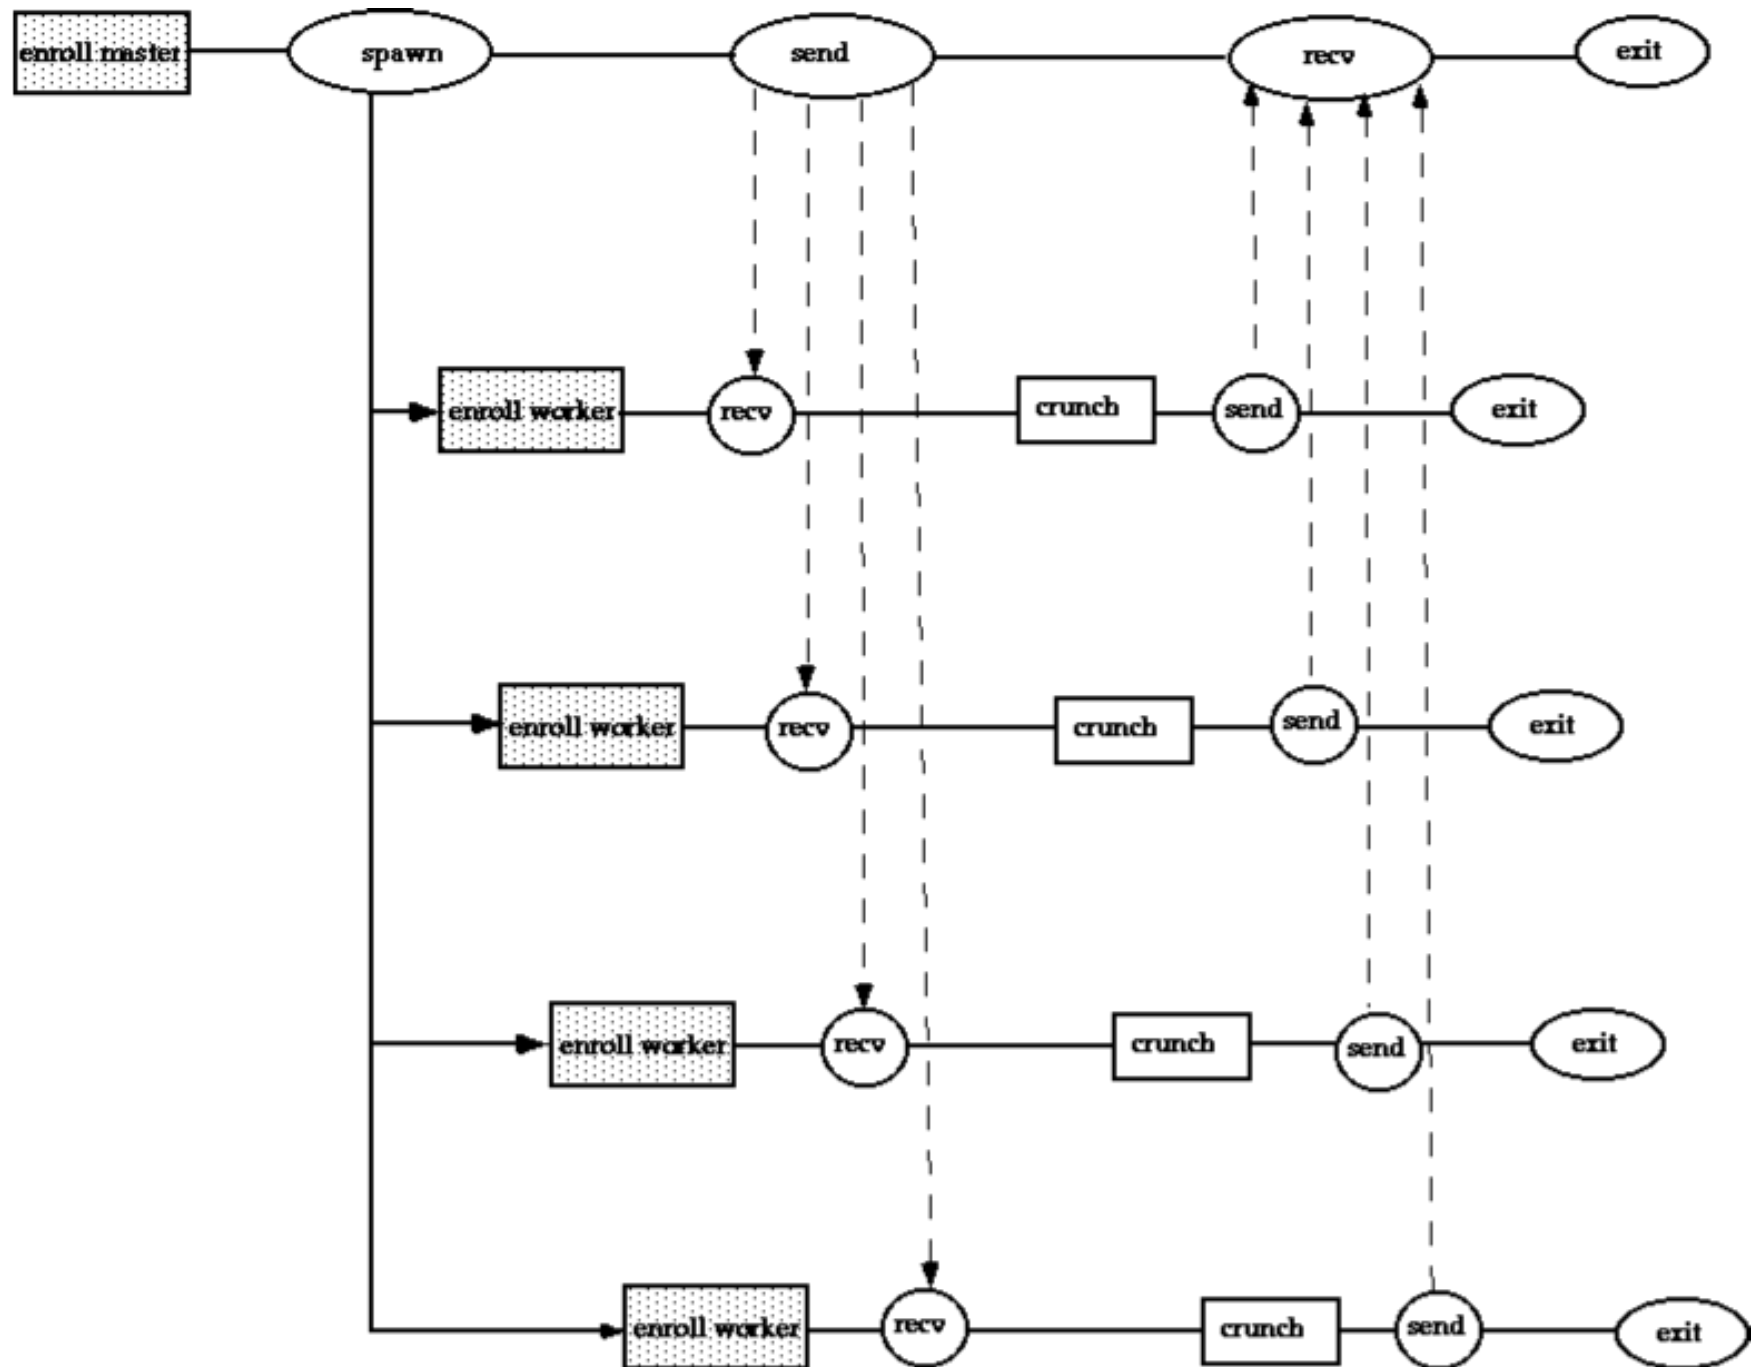 enroll master
spawn
send
recv
exit
enroll worker
recv
crunch
send
exit
enroll worker
recv
crunch
send
exit
enroll worker
recv
crunch
send
exit
enroll worker
recv
crunch
send
exit